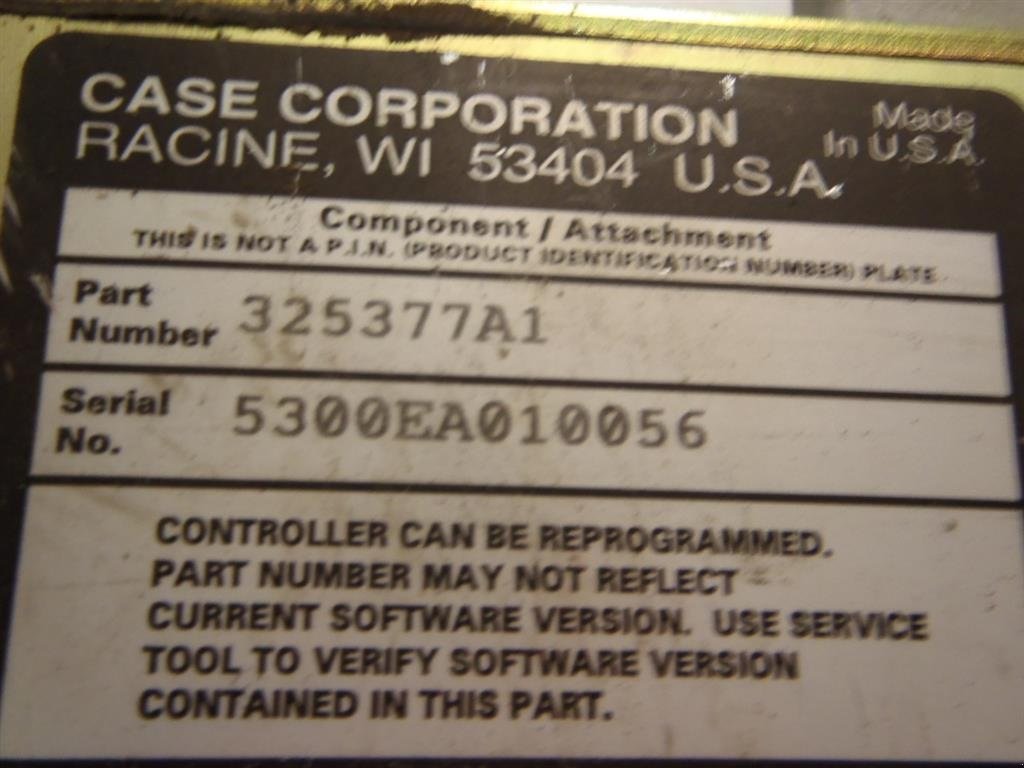 CASE CORPORATION
RACINE, WI 53404 U.S.A.
Made
In U.S.A.
Component / Attachment
THIS IS NOT A P.I.N. (PRODUCT IDENTIFICATION NUMBER) PLATE
Part
Number 325377A1
Serial
No. 5300EA010056
CONTROLLER CAN BE REPROGRAMMED.
PART NUMBER MAY NOT REFLECT
CURRENT SOFTWARE VERSION. USE SERVICE
TOOL TO VERIFY SOFTWARE VERSION
CONTAINED IN THIS PART.